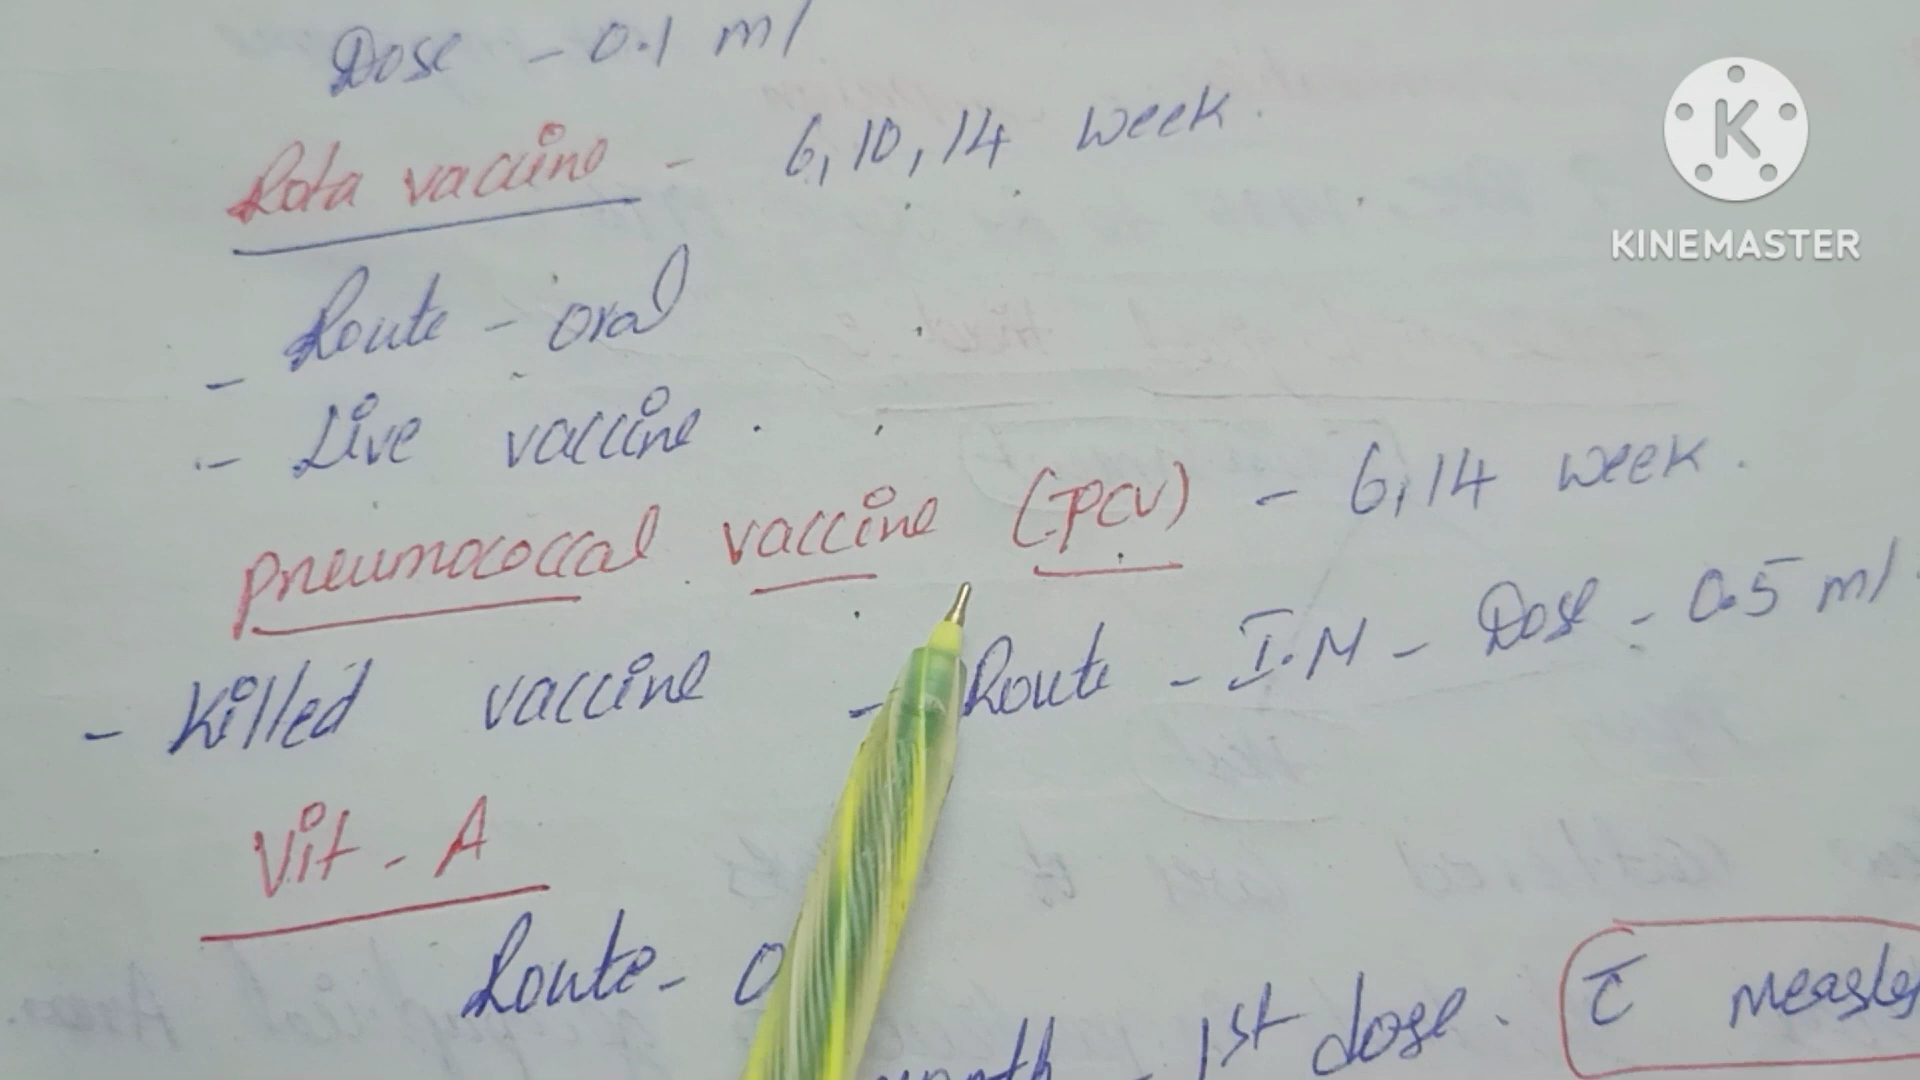 Dose - 0.1 ml
Rota vaccine - 6, 10, 14 week.
- Route - oral
- Live vaccine.
pneumococcal vaccine (PCV) - 6, 14 week.
- Killed vaccine - Route - I.M - Dose - 0.5 ml
Vit - A
Route -
month - 1st dose. c̄ measles
KINEMASTER